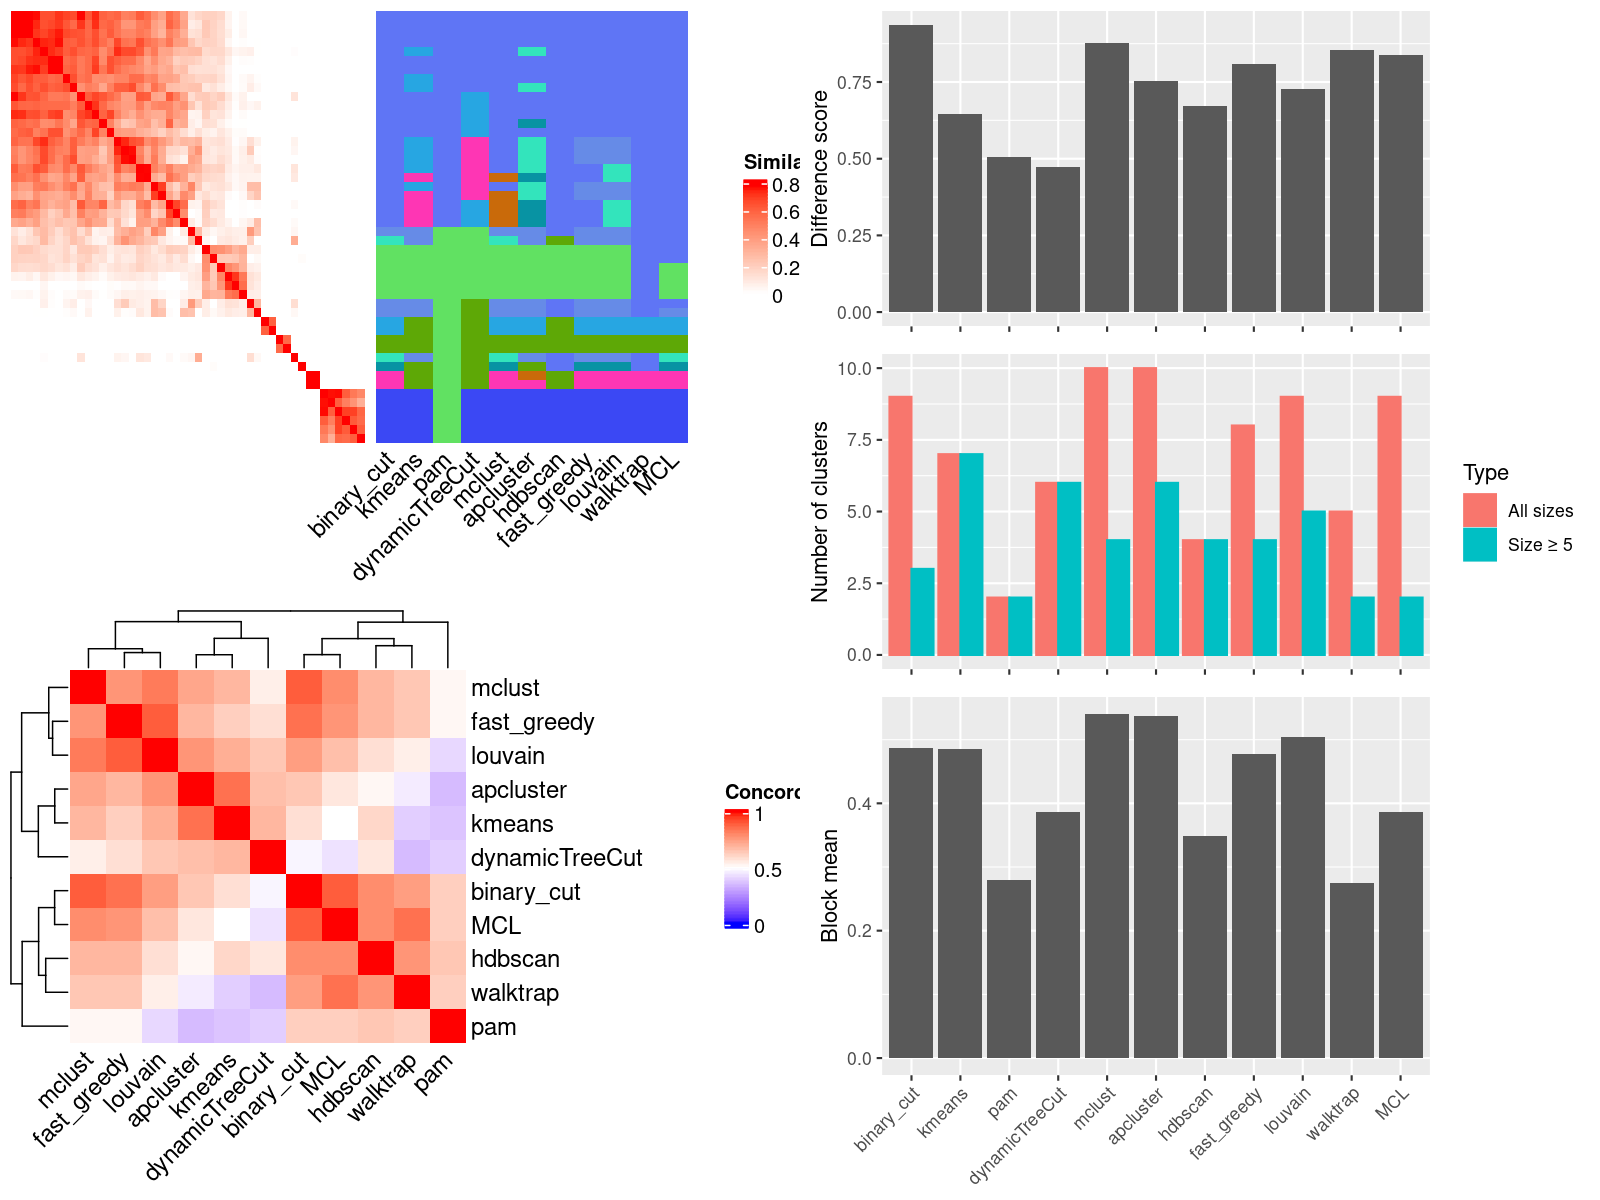 Simila
0.8
0.6
0.4
0.2
0
binary_cut
kmeans
pam
dynamicTreeCut
mclust
apcluster
hdbscan
fast_greedy
louvain
walktrap
MCL
mclust
fast_greedy
louvain
apcluster
kmeans
dynamicTreeCut
binary_cut
MCL
hdbscan
walktrap
pam
mclust
fast_greedy
louvain
apcluster
kmeans
dynamicTreeCut
binary_cut
MCL
hdbscan
walktrap
pam
Concord
1
0.5
0
Difference score
0.75
0.50
0.25
0.00
Number of clusters
10.0
7.5
5.0
2.5
0.0
Type
All sizes
Size ≥ 5
Block mean
0.4
0.2
0.0
binary_cut
kmeans
pam
dynamicTreeCut
mclust
apcluster
hdbscan
fast_greedy
louvain
walktrap
MCL